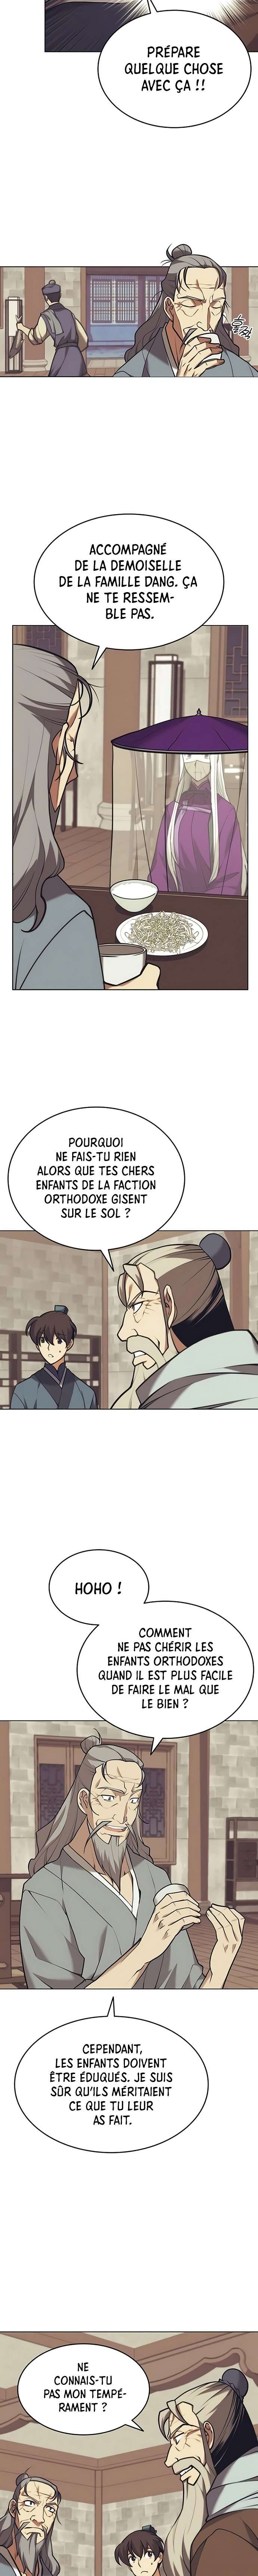 PRÉPARE
QUELQUE CHOSE
AVEC ÇA !!
ACCOMPAGNÉ
DE LA DEMOISELLE
DE LA FAMILLE DANG. ÇA
NE TE RESSEM-
BLE PAS.
POURQUOI
NE FAIS-TU RIEN
ALORS QUE TES CHERS
ENFANTS DE LA FACTION
ORTHODOXE GISENT
SUR LE SOL ?
HOHO !
COMMENT
NE PAS CHÉRIR LES
ENFANTS ORTHODOXES
QUAND IL EST PLUS FACILE
DE FAIRE LE MAL QUE
LE BIEN ?
CEPENDANT,
LES ENFANTS DOIVENT
ÊTRE ÉDUQUÉS. JE SUIS
SÛR QU'ILS MÉRITAIENT
CE QUE TU LEUR
AS FAIT.
NE
CONNAIS-TU
PAS MON TEMPÉ-
RAMENT ?